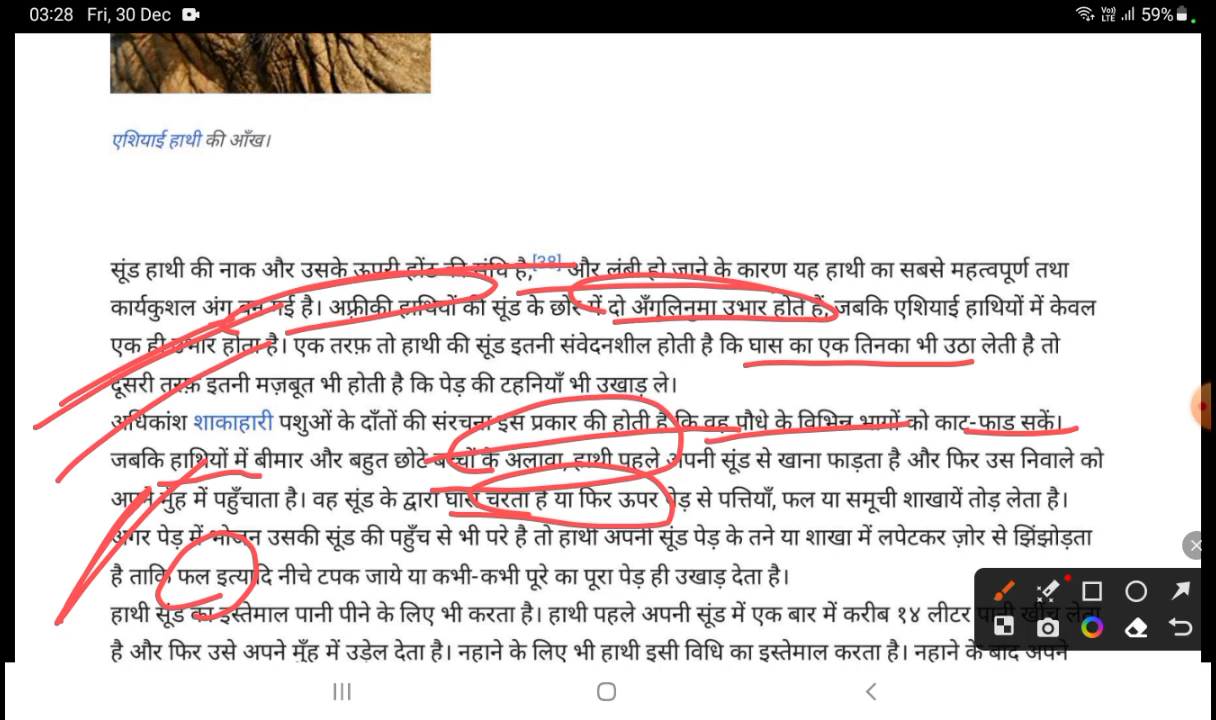 03:28 Fri, 30 Dec
Vo) LTE 59%
एशियाई हाथी की आँख।
सूंड हाथी की नाक और उसके ऊपरी होंठ की संधि है,[38] और लंबी हो जाने के कारण यह हाथी का सबसे महत्वपूर्ण तथा
कार्यकुशल अंग बन गई है। अफ़्रीकी हाथियों की सूंड के छोर में दो अँगुलिनुमा उभार होते हैं, जबकि एशियाई हाथियों में केवल
एक ही उभार होता है। एक तरफ़ तो हाथी की सूंड इतनी संवेदनशील होती है कि घास का एक तिनका भी उठा लेती है तो
दूसरी तरफ़ इतनी मज़बूत भी होती है कि पेड़ की टहनियाँ भी उखाड़ ले।
अधिकांश शाकाहारी पशुओं के दाँतों की संरचना इस प्रकार की होती है कि वह पौधे के विभिन्न भागों को काट-फाड़ सकें।
जबकि हाथियों में बीमार और बहुत छोटे बच्चों के अलावा, हाथी पहले अपनी सूंड से खाना फाड़ता है और फिर उस निवाले को
अपने मुँह में पहुँचाता है। वह सूंड के द्वारा घास चरता है या फिर ऊपर पेड़ से पत्तियाँ, फल या समूची शाखायें तोड़ लेता है।
अगर पेड़ में भोजन उसकी सूंड की पहुँच से भी परे है तो हाथी अपनी सूंड पेड़ के तने या शाखा में लपेटकर ज़ोर से झिंझोड़ता
है ताकि फल इत्यादि नीचे टपक जाये या कभी-कभी पूरे का पूरा पेड़ ही उखाड़ देता है।
हाथी सूंड का इस्तेमाल पानी पीने के लिए भी करता है। हाथी पहले अपनी सूंड में एक बार में करीब १४ लीटर पानी खींच लेता
है और फिर उसे अपने मुँह में उड़ेल देता है। नहाने के लिए भी हाथी इसी विधि का इस्तेमाल करता है। नहाने के बाद अपने